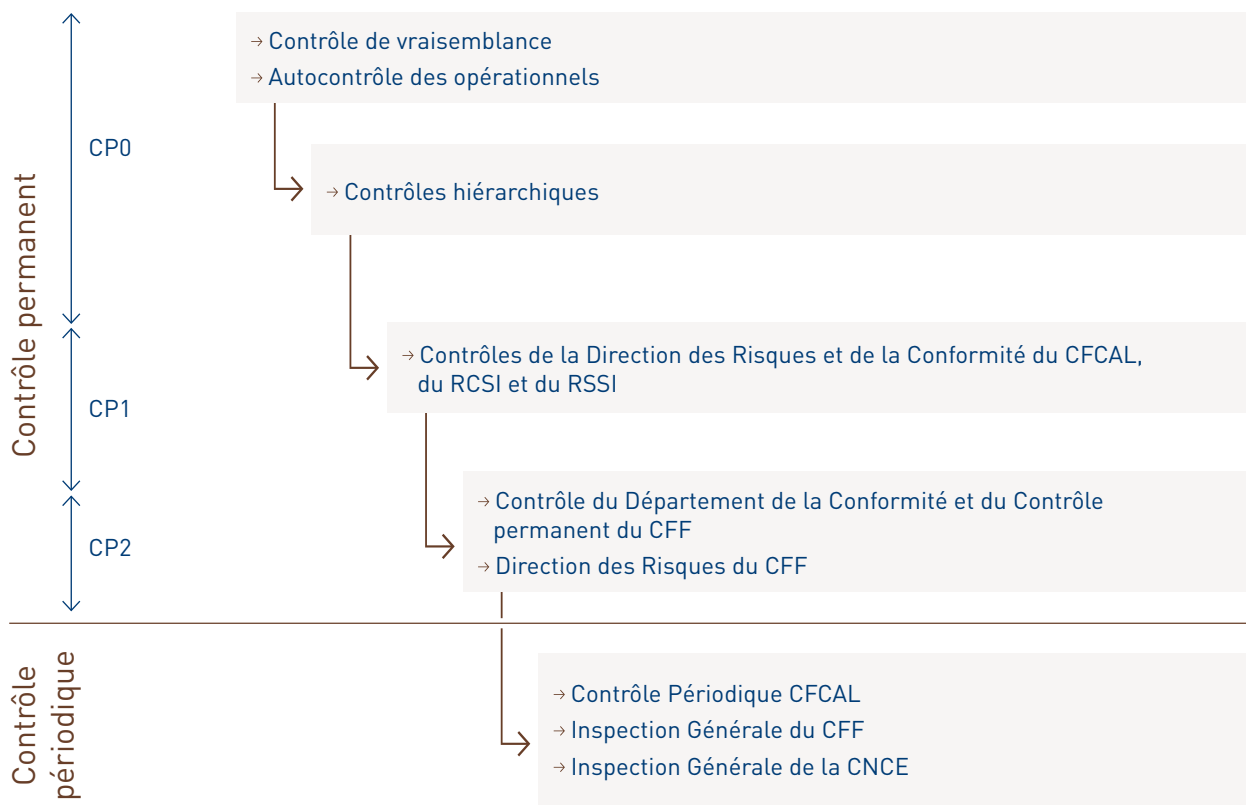 Contrôle permanent
CP0
→ Contrôle de vraisemblance
→ Autocontrôle des opérationnels
→ Contrôles hiérarchiques
CP1
→ Contrôles de la Direction des Risques et de la Conformité du CFCAL,
du RCSI et du RSSI
CP2
→ Contrôle du Département de la Conformité et du Contrôle
permanent du CFF
→ Direction des Risques du CFF
Contrôle
périodique
→ Contrôle Périodique CFCAL
→ Inspection Générale du CFF
→ Inspection Générale de la CNCE